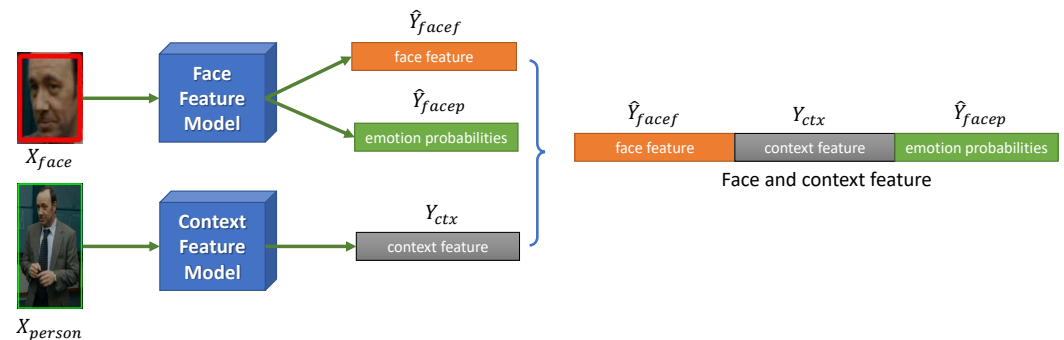 Ŷ_facef
face feature
Face
Feature
Model
X_face
Ŷ_facep
emotion probabilities
Context
Feature
Model
X_person
Y_ctx
context feature
Ŷ_facef Y_ctx Ŷ_facep
face feature context feature emotion probabilities
Face and context feature